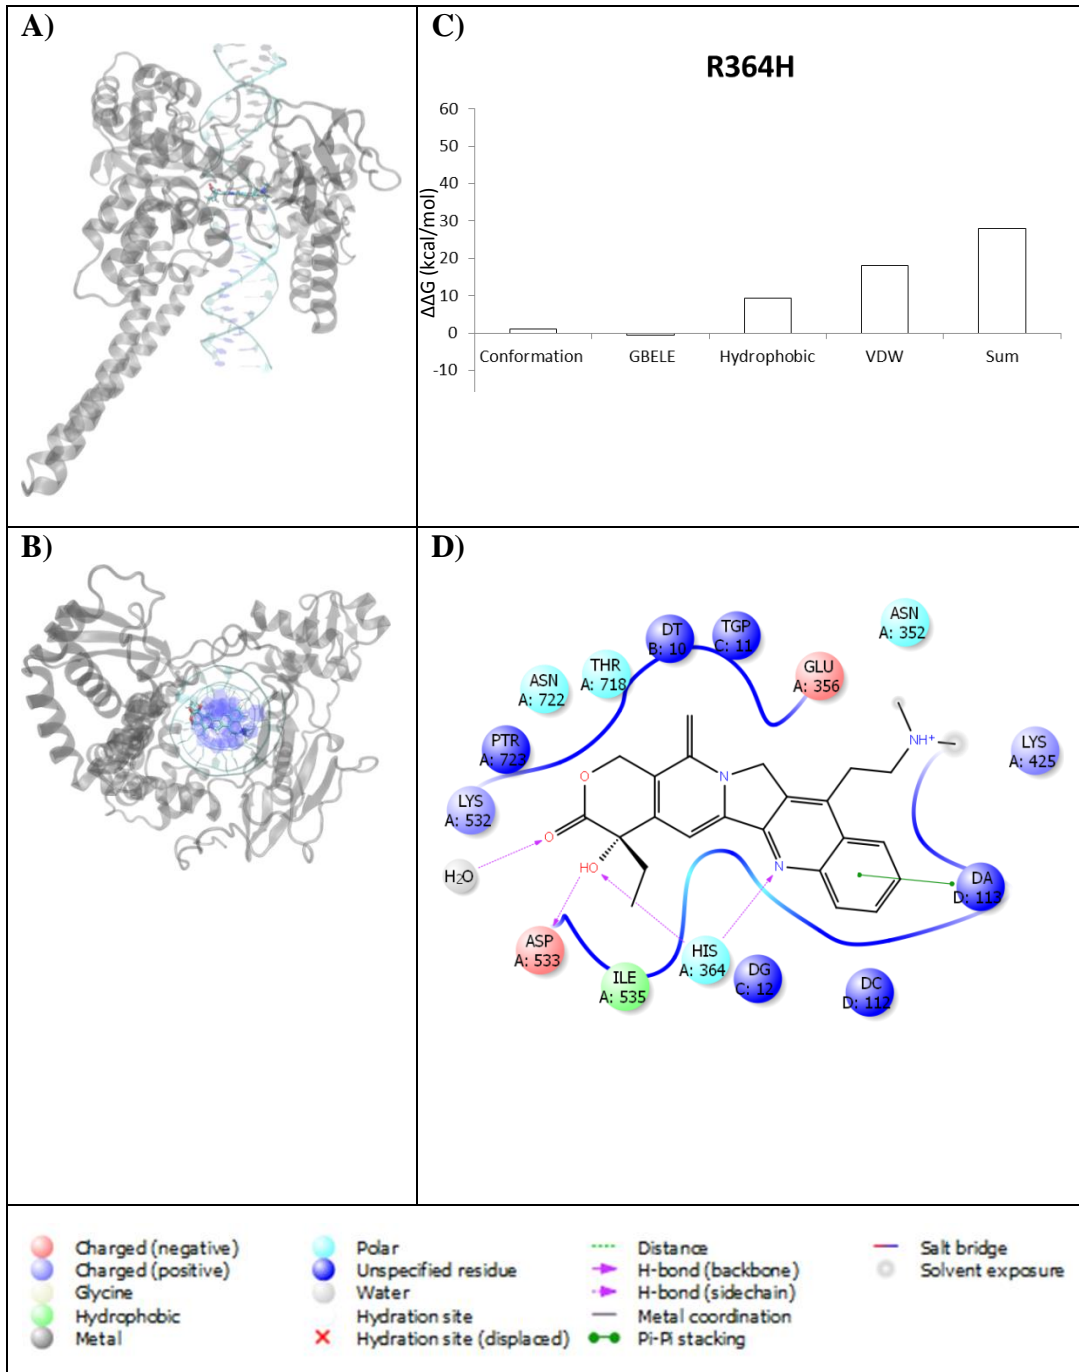 A)
C)
R364H
ΔΔG (kcal/mol)
60
50
40
30
20
10
0
-10
Conformation GBELE Hydrophobic VDW Sum
B)
D)
ASN
A: 352
DT
B: 10
TGP
C: 11
THR
A: 718
ASN
A: 722
GLU
A: 356
PTR
A: 723
NH+
LYS
A: 425
LYS
A: 532
O
N
O
H₂O
HO
N
DA
D: 113
ASP
A: 533
HIS
A: 364
ILE
A: 535
DG
C: 12
DC
D: 112
Charged (negative)
Charged (positive)
Glycine
Hydrophobic
Metal
Polar
Unspecified residue
Water
Hydration site
Hydration site (displaced)
Distance
H-bond (backbone)
H-bond (sidechain)
Metal coordination
Pi-Pi stacking
Salt bridge
Solvent exposure